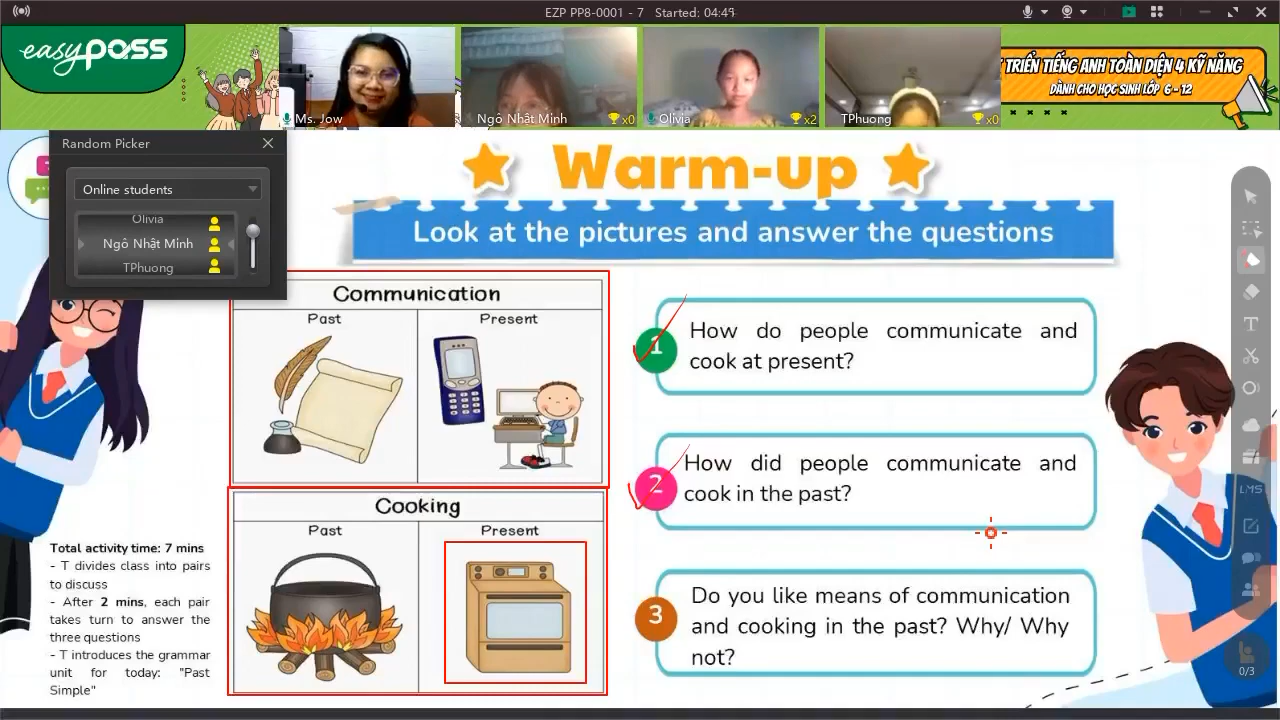 EZP PP8-0001 - 7 Started: 04:45
easypass
TRIỂN TIẾNG ANH TOÀN DIỆN 4 KỸ NĂNG
DÀNH CHO HỌC SINH LỚP 6 - 12
Ms. Jow
Ngô Nhât Minh
x0
Olivia
x2
TPhuong
x0
Random Picker
Online students
Olivia
Ngô Nhât Minh
TPhuong
Warm-up
Look at the pictures and answer the questions
Communication
Past
Present
Cooking
Past
Present
1
How do people communicate and
cook at present?
2
How did people communicate and
cook in the past?
3
Do you like means of communication
and cooking in the past? Why/ Why
not?
Total activity time: 7 mins
- T divides class into pairs
to discuss
- After 2 mins, each pair
takes turn to answer the
three questions
- T introduces the grammar
unit for today: "Past
Simple"
T
LMS
0/3